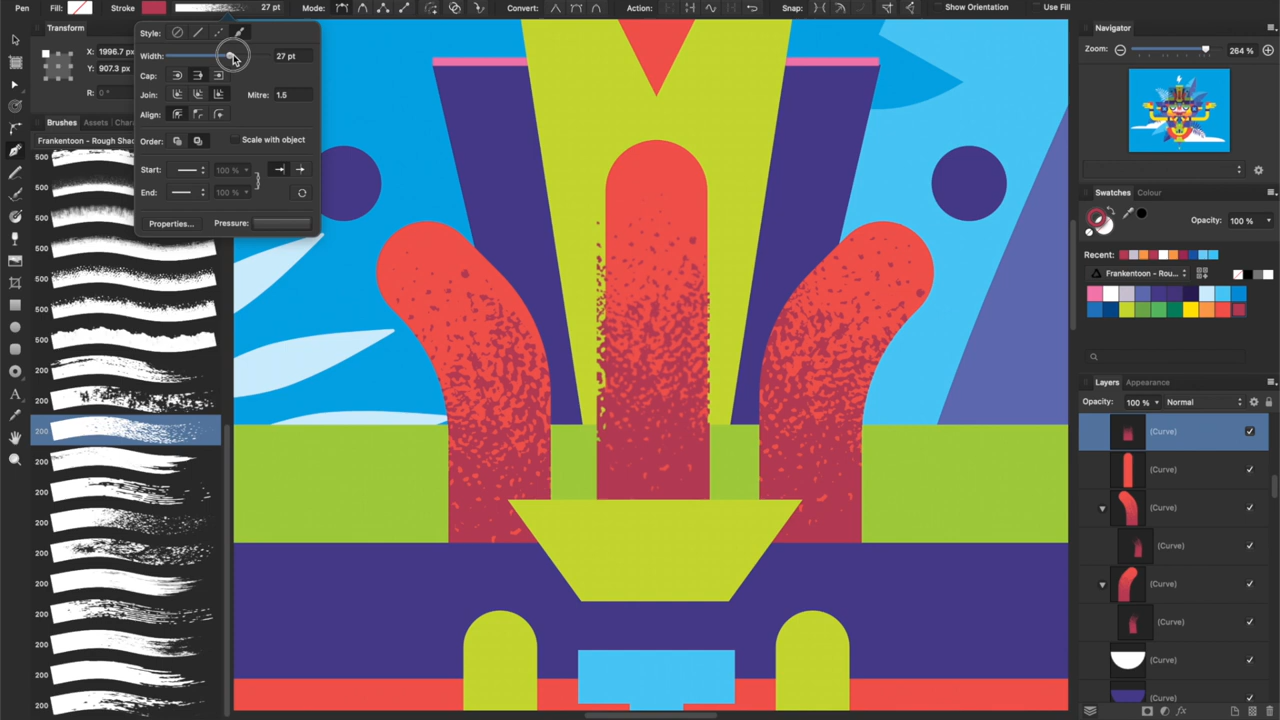 Pen Fill: Stroke 27 pt Mode: Convert: Action: Snap: Show Orientation Use Fill
Transform
X: 1996.7 px
Y: 907.3 px
R: 0 °
Style:
Width: 27 pt
Cap:
Join: Mitre: 1.5
Align:
Order: Scale with object
Start: 100 %
End: 100 %
Properties... Pressure:
Brushes Assets Char
Frankentoon - Rough Shad
500
500
500
500
500
500
500
200
200
200
200
200
200
200
200
200
200
200
200
Navigator
Zoom: 264 %
Swatches Colour
Opacity: 100 %
Recent:
Frankentoon - Rou...
Layers Appearance
Opacity: 100 % Normal
(Curve)
(Curve)
(Curve)
(Curve)
(Curve)
(Curve)
(Curve)
(Curve)
fx